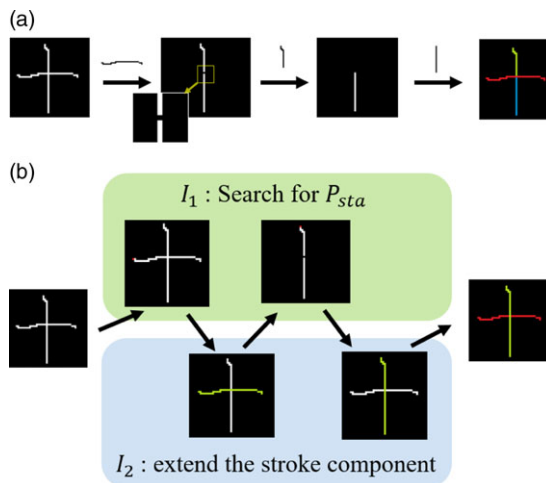 (a)
(b)
I₁ : Search for Pₛₜₐ
I₂ : extend the stroke component